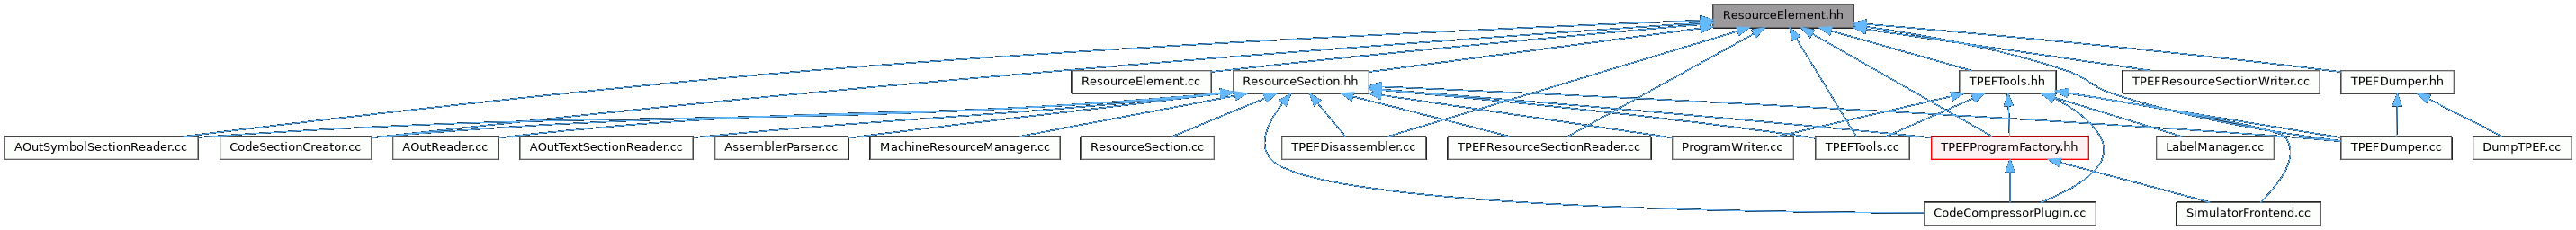 ResourceElement.hh
ResourceElement.cc
ResourceSection.hh
TPEFTools.hh
TPEFResourceSectionWriter.cc
TPEFDumper.hh
AOutSymbolSectionReader.cc
CodeSectionCreator.cc
AOutReader.cc
AOutTextSectionReader.cc
AssemblerParser.cc
MachineResourceManager.cc
ResourceSection.cc
TPEFDisassembler.cc
TPEFResourceSectionReader.cc
ProgramWriter.cc
TPEFTools.cc
TPEFProgramFactory.hh
LabelManager.cc
TPEFDumper.cc
DumpTPEF.cc
CodeCompressorPlugin.cc
SimulatorFrontend.cc